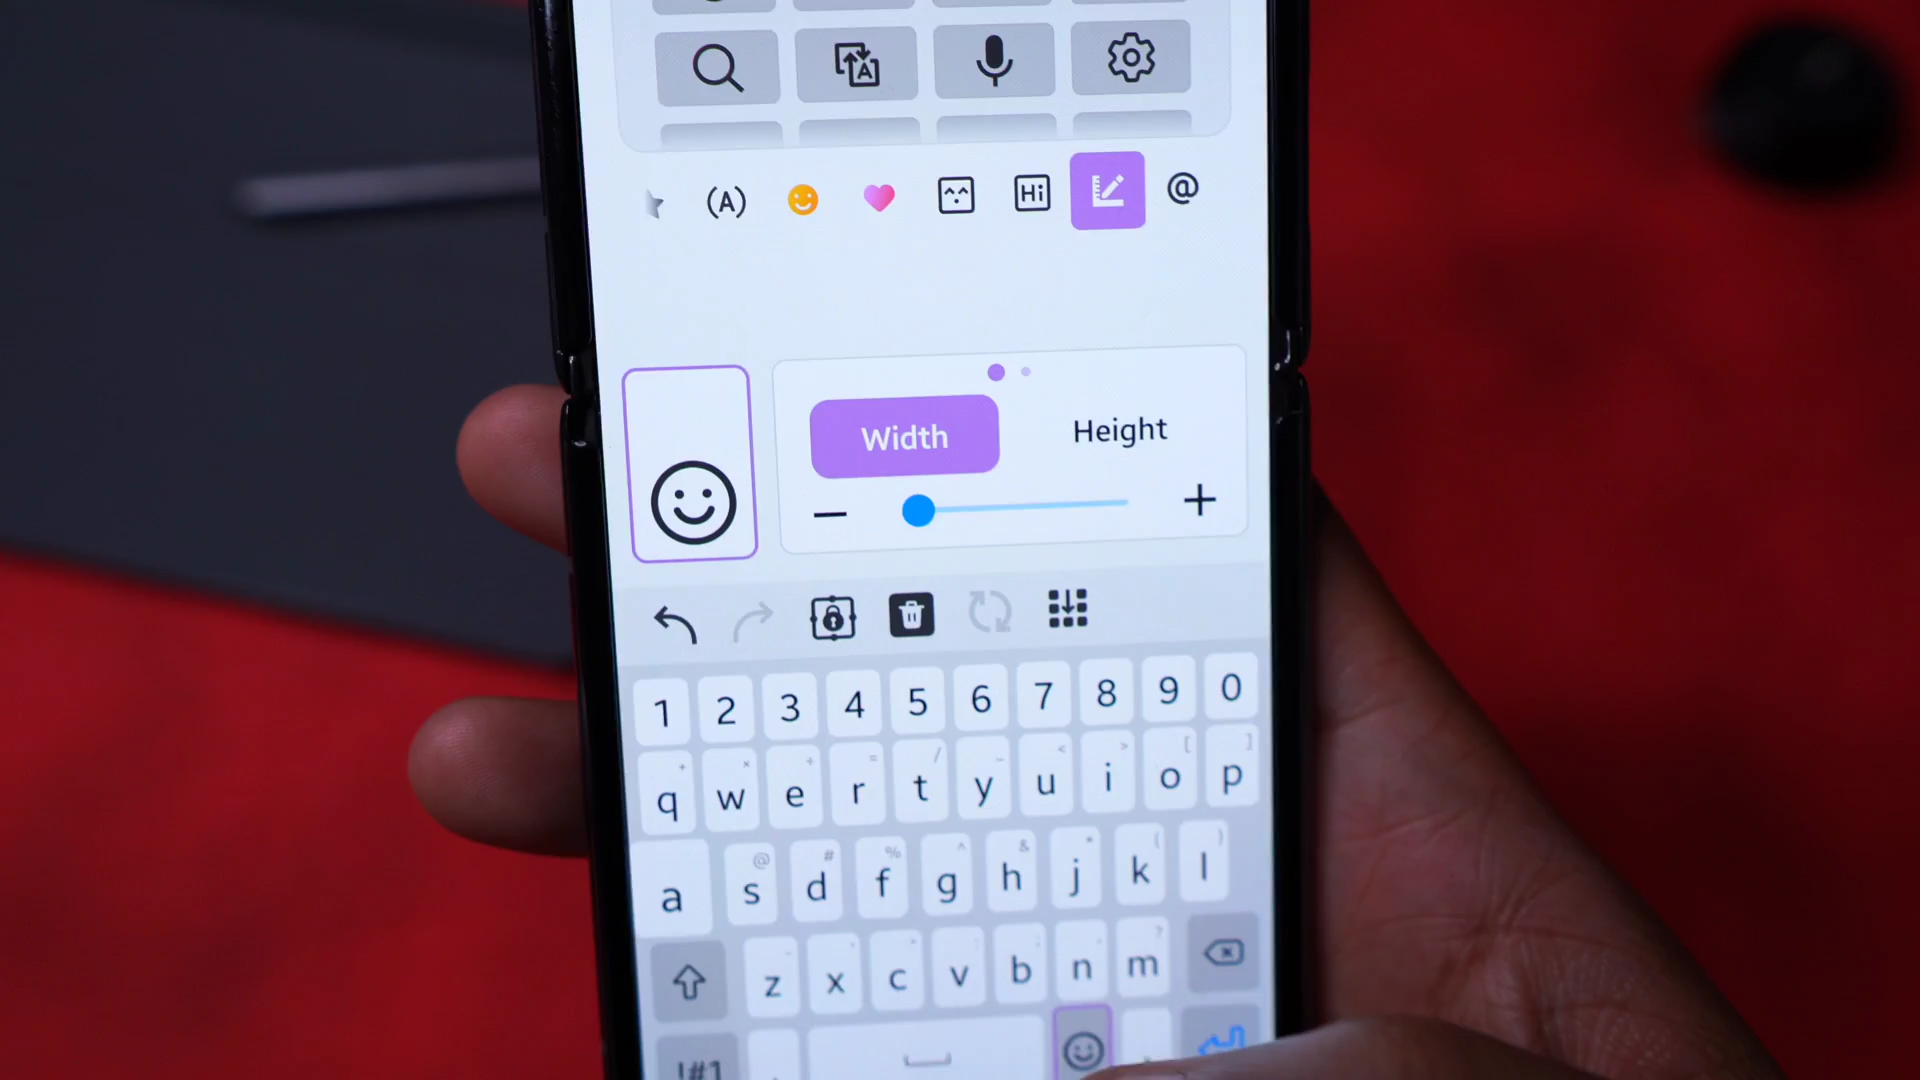 A
(A) Hi @
Width Height
1 2 3 4 5 6 7 8 9 0
+ × ÷ = / _ < > [ ]
q w e r t y u i o p
@ # % ^ & * ( )
a s d f g h j k l
z x c v b n m
!#1